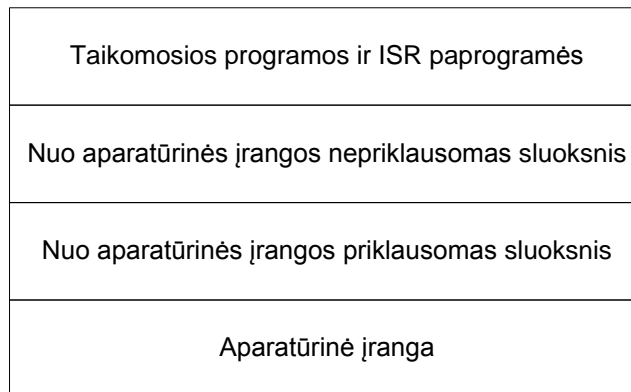 Taikomosios programos ir ISR paprogramės
Nuo aparatūrinės įrangos nepriklausomas sluoksnis
Nuo aparatūrinės įrangos priklausomas sluoksnis
Aparatūrinė įranga